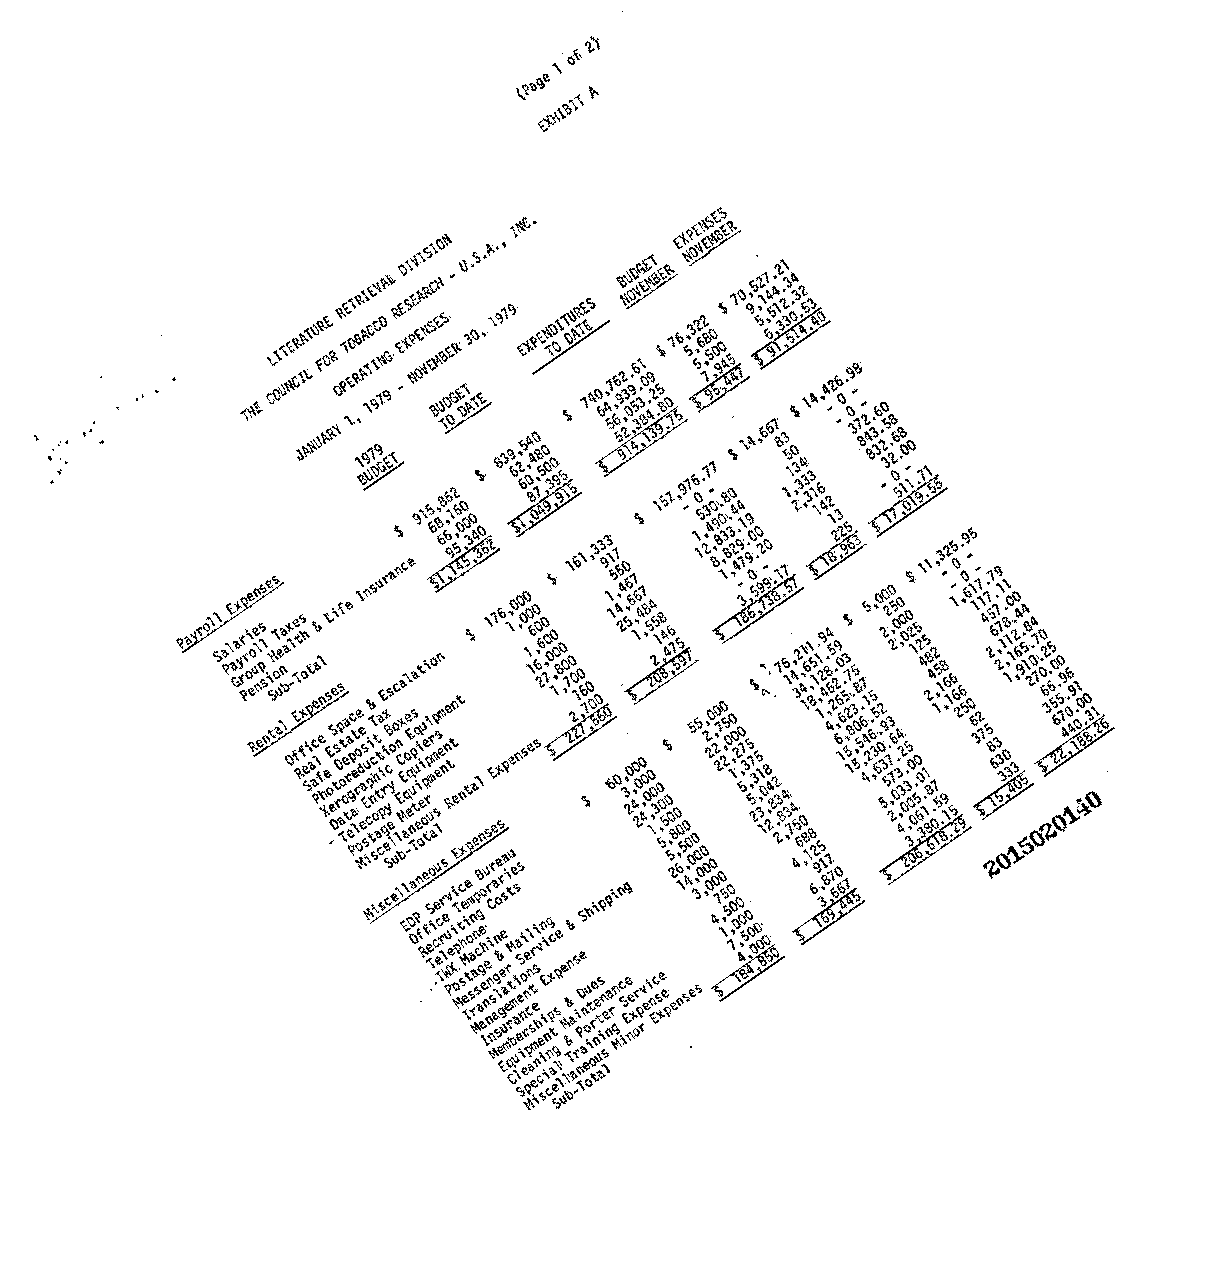 (Page 1 of 2)
EXHIBIT A
LITERATURE RETRIEVAL DIVISION
THE COUNCIL FOR TOBACCO RESEARCH - U.S.A., INC.
OPERATING EXPENSES
JANUARY 1, 1979 - NOVEMBER 30, 1979
1979 BUDGET EXPENDITURES BUDGET EXPENSES
BUDGET TO DATE TO DATE NOVEMBER NOVEMBER
Payroll Expenses
Salaries $ 915,862 $ 839,540 $ 740,762.61 $ 76,322 $ 70,527.21
Payroll Taxes 68,160 62,480 64,939.09 5,680 9,144.34
Group Health & Life Insurance 66,000 60,500 56,053.25 5,500 5,512.32
Pension 95,340 87,395 52,384.80 7,945 6,330.53
Sub-Total $1,145,362 $1,049,915 $ 914,139.75 $ 95,447 $ 91,514.40
Rental Expenses
Office Space & Escalation $ 176,000 $ 161,333 $ 157,976.77 $ 14,667 $ 14,426.98
Real Estate Tax 1,000 917 - 0 - 83 - 0 -
Safe Deposit Boxes 600 550 530.80 50 - 0 -
Photoreduction Equipment 1,600 1,467 1,490.44 134 372.60
Xerographic Copiers 16,000 14,667 12,833.19 1,333 843.58
Data Entry Equipment 27,800 25,484 8,829.00 2,316 832.68
Telecopy Equipment 1,700 1,558 1,479.20 142 32.00
Postage Meter 160 146 - 0 - 13 - 0 -
Miscellaneous Rental Expenses 2,700 2,475 3,599.17 225 511.71
Sub-Total $ 227,560 $ 208,597 $ 186,738.57 $ 18,963 $ 17,019.55
Miscellaneous Expenses
EDP Service Bureau $ 60,000 $ 55,000 $ 76,211.94 $ 5,000 $ 11,325.95
Office Temporaries 3,000 2,750 14,651.59 250 - 0 -
Recruiting Costs 24,000 22,000 34,128.03 2,000 - 0 -
Telephone 24,300 22,275 18,462.75 2,025 1,617.79
TWX Machine 1,500 1,375 1,265.87 125 117.11
Postage & Mailing 5,800 5,318 4,623.15 482 457.00
Messenger Service & Shipping 5,500 5,042 6,806.52 458 678.44
Translations 26,000 23,834 15,546.93 2,166 2,112.84
Management Expense 14,000 12,834 18,230.64 1,166 2,165.70
Insurance 3,000 2,750 4,637.25 250 1,910.25
Memberships & Dues 750 688 573.00 62 270.00
Equipment Maintenance 4,500 4,125 5,033.07 375 66.96
Cleaning & Porter Service 1,000 917 2,005.87 83 355.91
Special Training Expense 7,500 6,870 4,061.59 630 670.00
Miscellaneous Minor Expenses 4,000 3,667 3,380.15 333 440.31
Sub-Total $ 184,850 $ 169,445 $ 206,618.29 $ 15,405 $ 22,188.26
2015020140